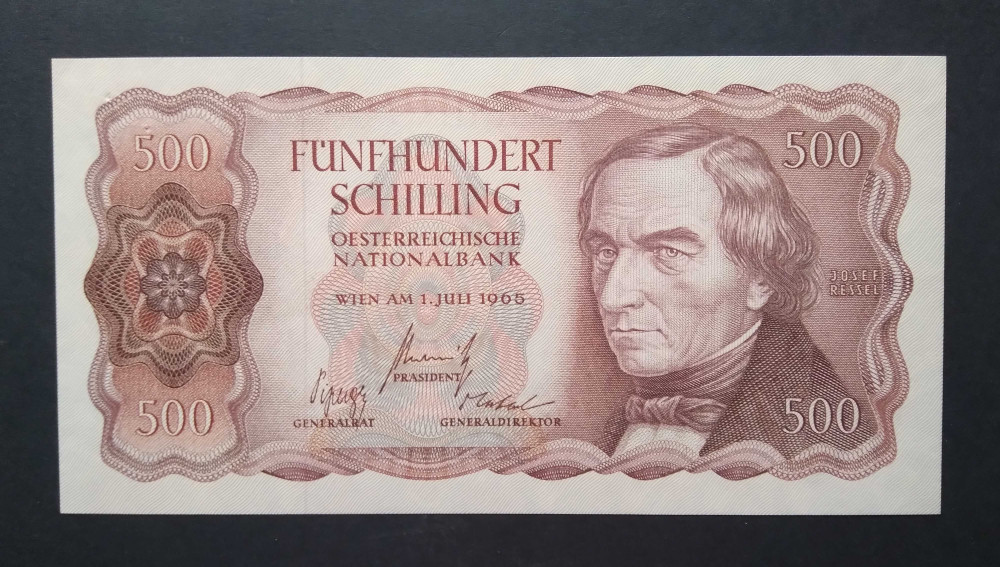 500
500
FÜNFHUNDERT
SCHILLING
OESTERREICHISCHE
NATIONALBANK
WIEN AM 1. JULI 1965
JOSEF
RESSEL
PRÄSIDENT
GENERALRAT
GENERALDIREKTOR
500
500